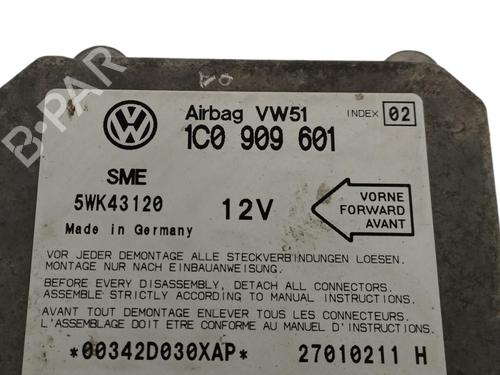 Airbag VW51 INDEX 02
1C0 909 601
SME
5WK43120 12V
Made in Germany
VORNE
FORWARD
AVANT
VOR JEDER DEMONTAGE ALLE STECKVERBINDUNGEN LOESEN.
MONTAGE NUR NACH EINBAUANWEISUNG.
BEFORE EVERY DISASSEMBLY, DETACH ALL CONNECTORS.
ASSEMBLE STRICTLY ACCORDING TO MANUAL INSTRUCTIONS.
AVANT TOUT DEMONTAGE ENLEVER TOUS LES CONNECTEURS.
L'ASSEMBLAGE DOIT ETRE CONFORME AU MANUEL D'INSTRUCTIONS.
*00342D030XAP* 27010211 H
B-PARTS